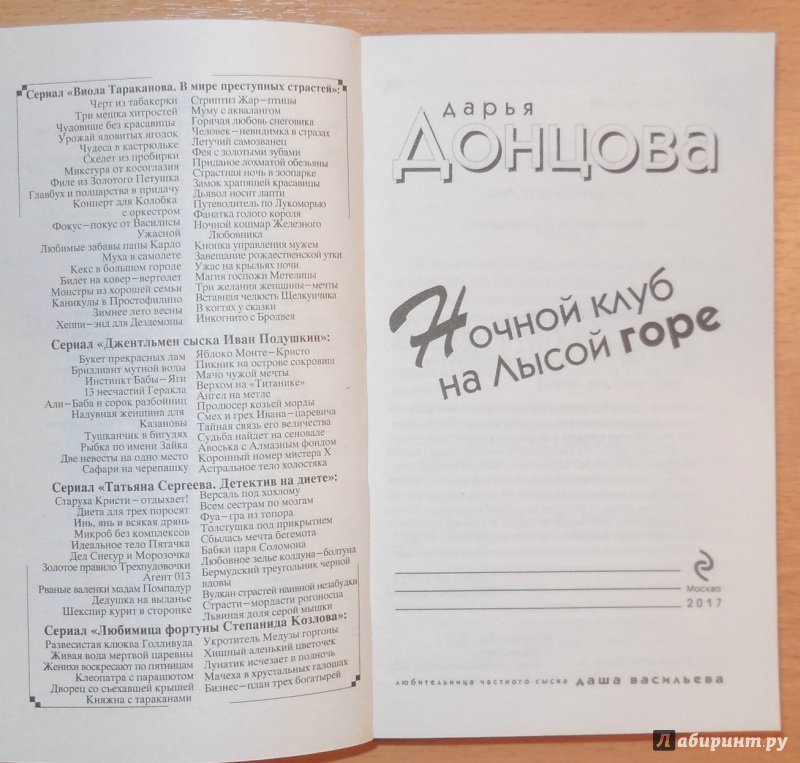 Сериал «Виола Тараканова. В мире преступных страстей»:
Черт из табакерки
Три мешка хитростей
Чудовище без красавицы
Урожай ядовитых ягодок
Чудеса в кастрюльке
Скелет из пробирки
Микстура от косоглазия
Филе из Золотого Петушка
Главбух и полцарства в придачу
Концерт для Колобка
с оркестром
Фокус–покус от Василисы
Ужасной
Любимые забавы папы Карло
Муха в самолете
Кекс в большом городе
Билет на ковер–вертолет
Монстры из хорошей семьи
Каникулы в Простофилино
Зимнее лето весны
Хеппи–энд для Дездемоны
Стриптиз Жар–птицы
Муму с аквалангом
Горячая любовь снеговика
Человек–невидимка в стразах
Летучий самозванец
Фея с золотыми зубами
Приданое лохматой обезьяны
Страстная ночь в зоопарке
Замок храпящей красавицы
Дьявол носит лапти
Путеводитель по Лукоморью
Фанатка голого короля
Ночной кошмар Железного
Любовника
Кнопка управления мужем
Завещание рождественской утки
Ужас на крыльях ночи
Магия госпожи Метелицы
Три желания женщины–мечты
Вставная челюсть Щелкунчика
В когтях у сказки
Инкогнито с Бродвея
Сериал «Джентльмен сыска Иван Подушкин»:
Букет прекрасных дам
Бриллиант мутной воды
Инстинкт Бабы–Яги
13 несчастий Геракла
Али–Баба и сорок разбойниц
Надувная женщина для
Казановы
Тушканчик в бигудях
Рыбка по имени Зайка
Две невесты на одно место
Сафари на черепашку
Яблоко Монте–Кристо
Пикник на острове сокровищ
Мачо чужой мечты
Верхом на «Титанике»
Ангел на метле
Продюсер козьей морды
Смех и грех Ивана–царевича
Тайная связь его величества
Судьба найдет на сеновале
Авоська с Алмазным фондом
Коронный номер мистера Х
Астральное тело холостяка
Сериал «Татьяна Сергеева. Детектив на диете»:
Старуха Кристи – отдыхает!
Диета для трех поросят
Инь, янь и всякая дрянь
Микроб без комплексов
Идеальное тело Пятачка
Дед Снегур и Морозочка
Золотое правило Трехпудовочки
Агент 013
Рваные валенки мадам Помпадур
Дедушка на выданье
Шекспир курит в сторонке
Версаль под хохлому
Всем сестрам по мозгам
Фуа–гра из топора
Толстушка под прикрытием
Сбылась мечта бегемота
Бабки царя Соломона
Любовное зелье колдуна–болтуна
Бермудский треугольник черной
вдовы
Вулкан страстей наивной незабудки
Страсти–мордасти рогоносца
Львиная доля серой мышки
Сериал «Любимица фортуны Степанида Козлова»:
Развесистая клюква Голливуда
Живая вода мертвой царевны
Женихи воскресают по пятницам
Клеопатра с парашютом
Дворец со съехавшей крышей
Княжна с тараканами
Укротитель Медузы горгоны
Хищный аленький цветочек
Лунатик исчезает в полночь
Мачеха в хрустальных галошах
Бизнес–план трех богатырей
дарья
Донцова
Ночной клуб
на Лысой горе
Москва
2017
любительница частного сыска даша васильева
Лабиринт.ру